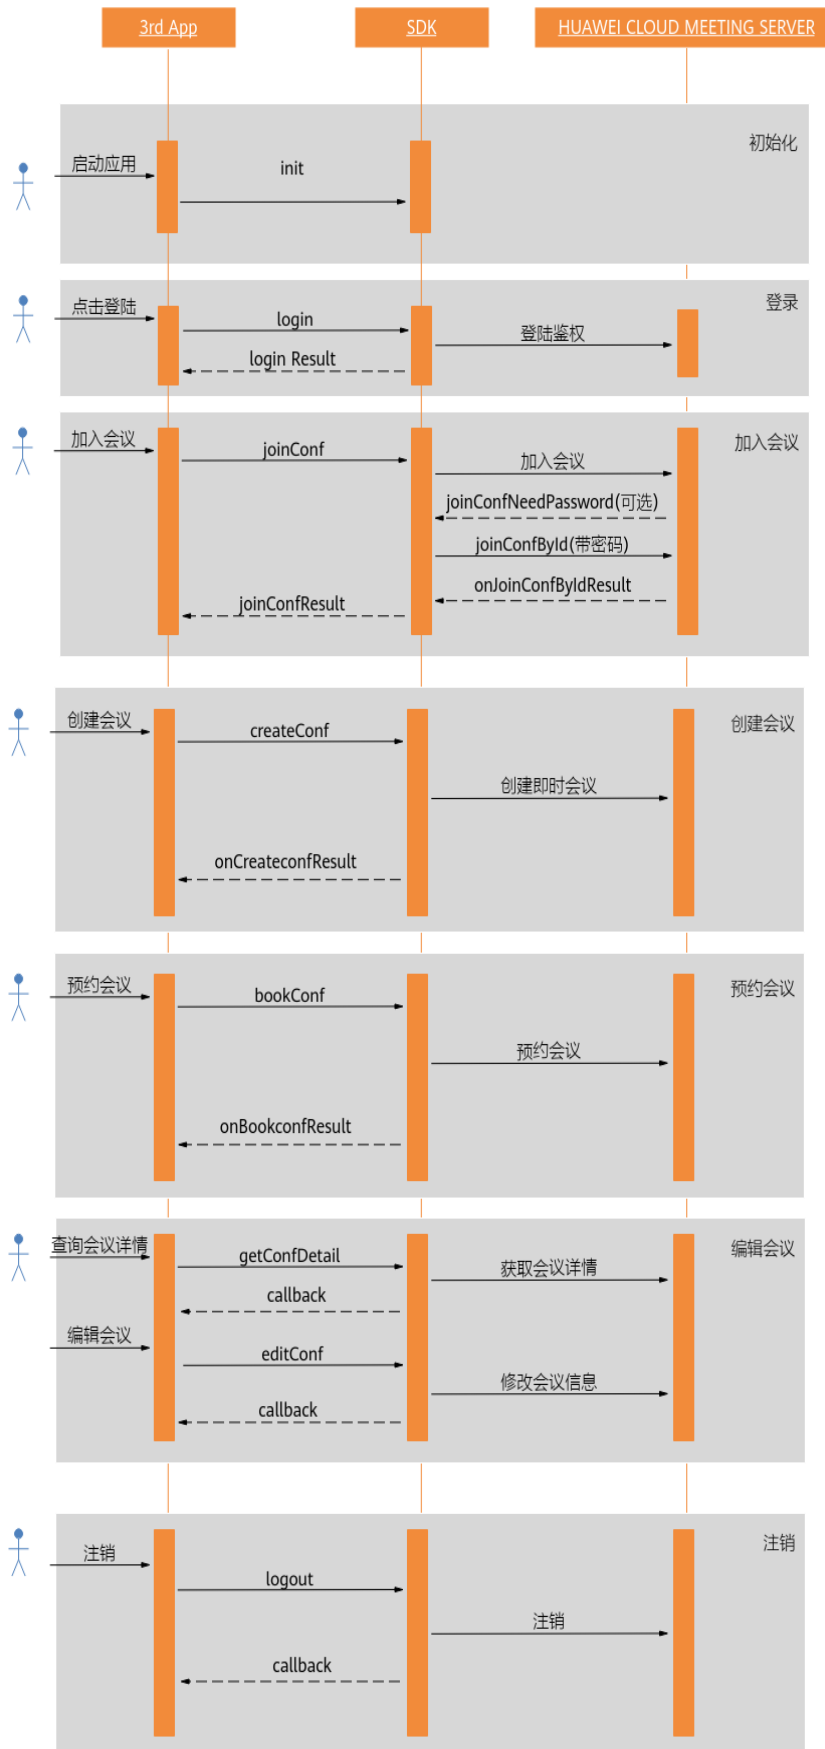 3rd App
SDK
HUAWEI CLOUD MEETING SERVER
初始化
启动应用
init
登录
点击登陆
login
登陆鉴权
login Result
加入会议
加入会议
joinConf
加入会议
joinConfNeedPassword(可选)
joinConfById(带密码)
onJoinConfByIdResult
joinConfResult
创建会议
创建会议
createConf
创建即时会议
onCreateconfResult
预约会议
预约会议
bookConf
预约会议
onBookconfResult
编辑会议
查询会议详情
getConfDetail
获取会议详情
callback
编辑会议
editConf
修改会议信息
callback
注销
注销
logout
注销
callback